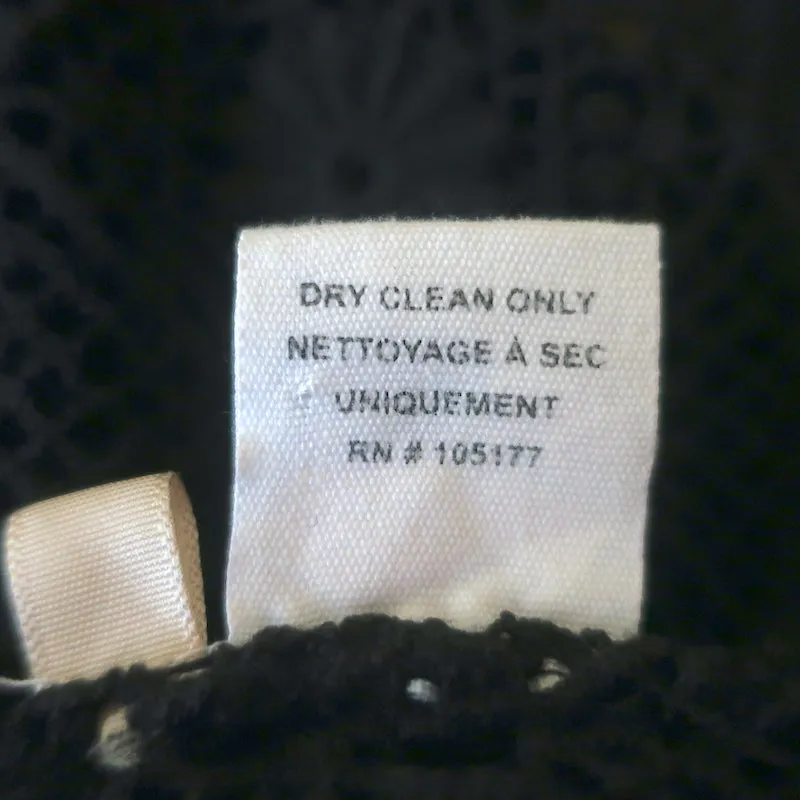 DRY CLEAN ONLY
NETTOYAGE À SEC
UNIQUEMENT
RN # 105177